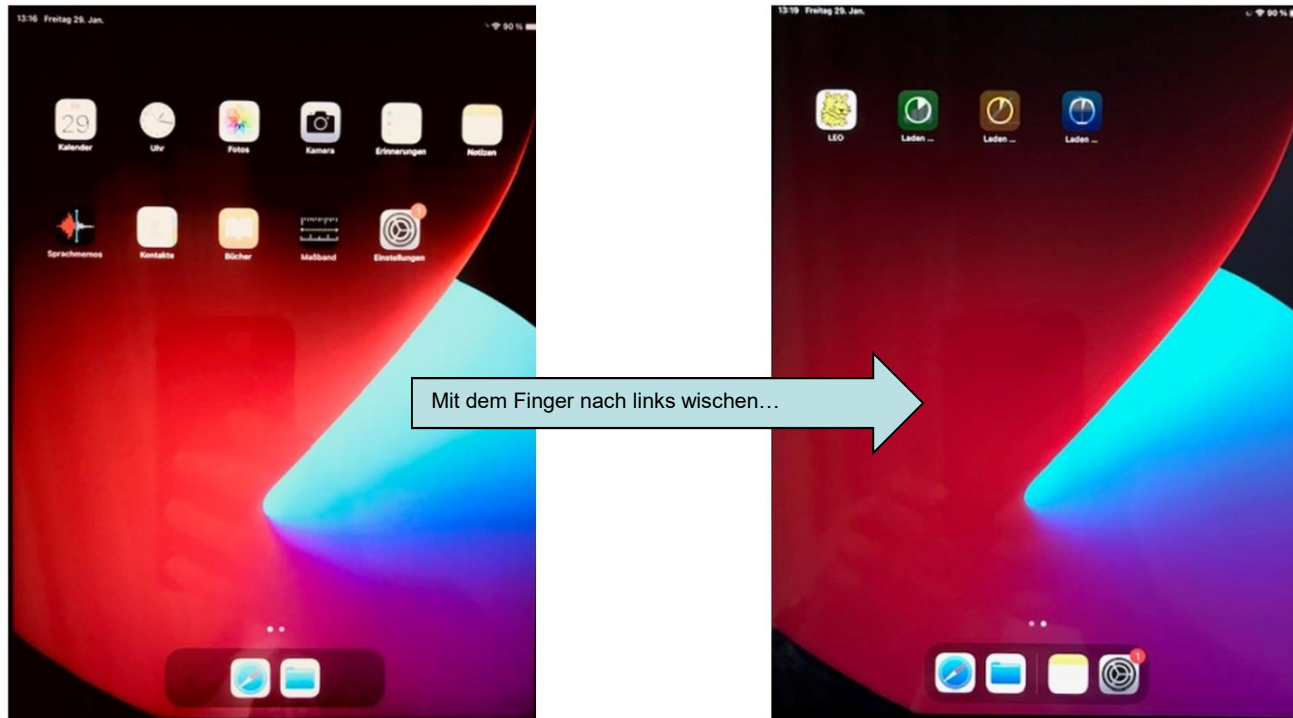 13:16 Freitag 29. Jan.
90 %
29
Kalender
Uhr
Fotos
Kamera
Erinnerungen
Notizen
Sprachmemos
Kontakte
Bücher
Maßband
1
Einstellungen
Mit dem Finger nach links wischen…
13:19 Freitag 29. Jan.
90 %
LEO
Laden ...
Laden ...
Laden ...
1